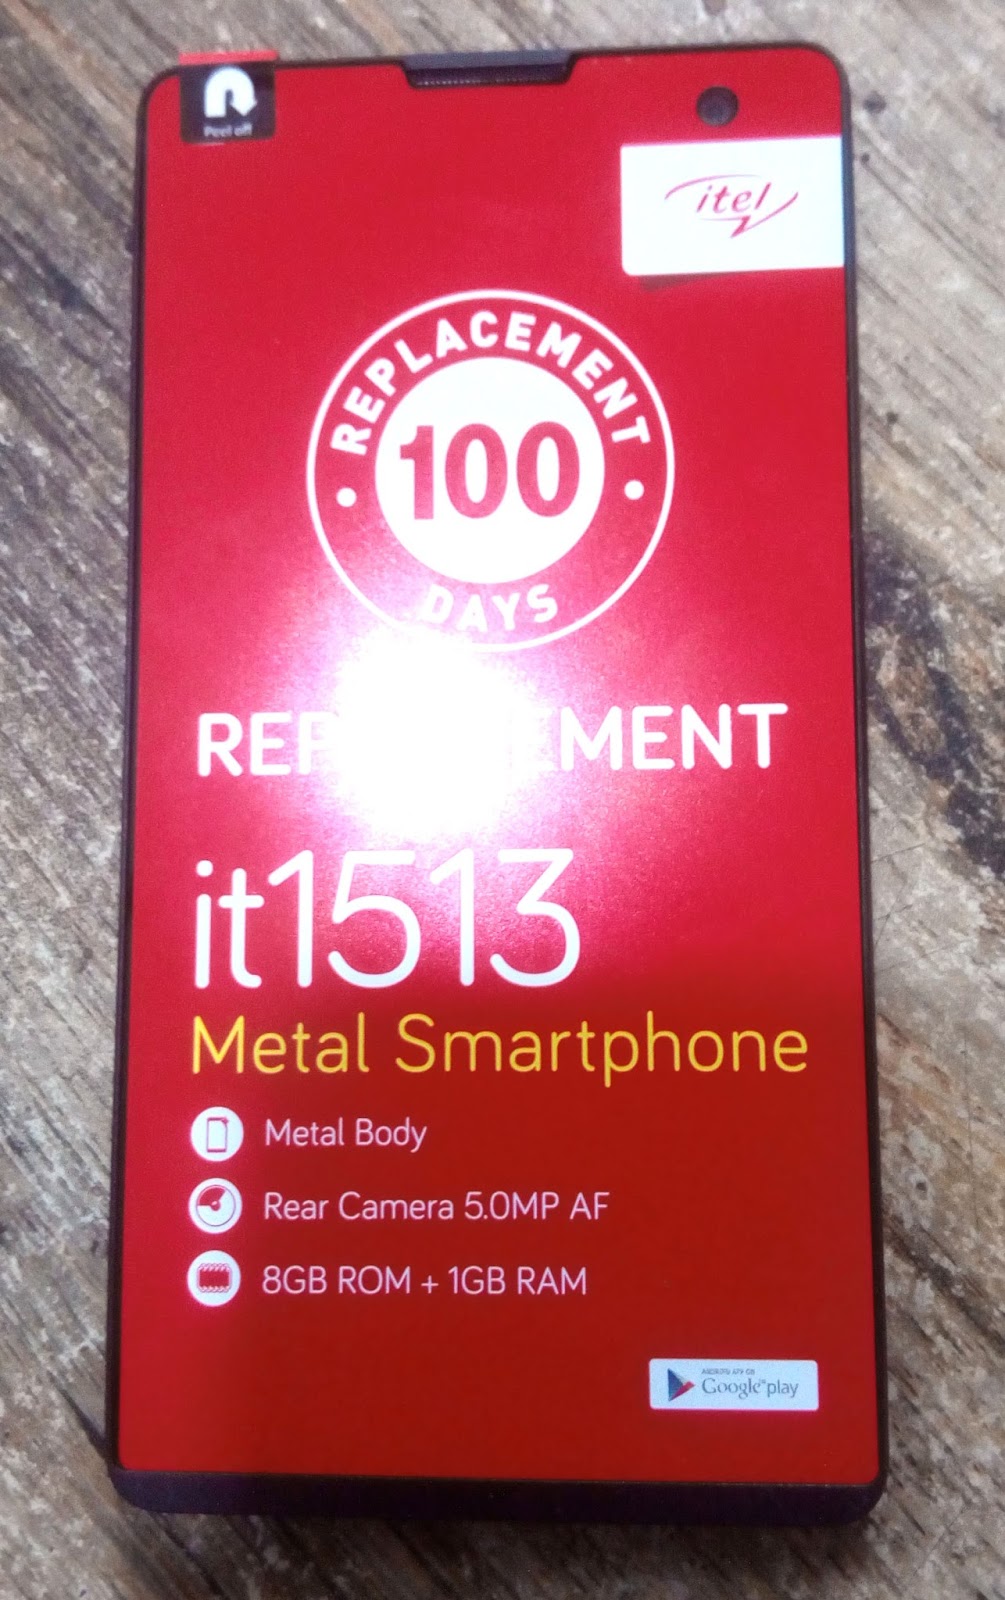 Peel off
itel
REPLACEMENT
100
DAYS
it1513
Metal Smartphone
Metal Body
Rear Camera 5.0MP AF
8GB ROM + 1GB RAM
Google play